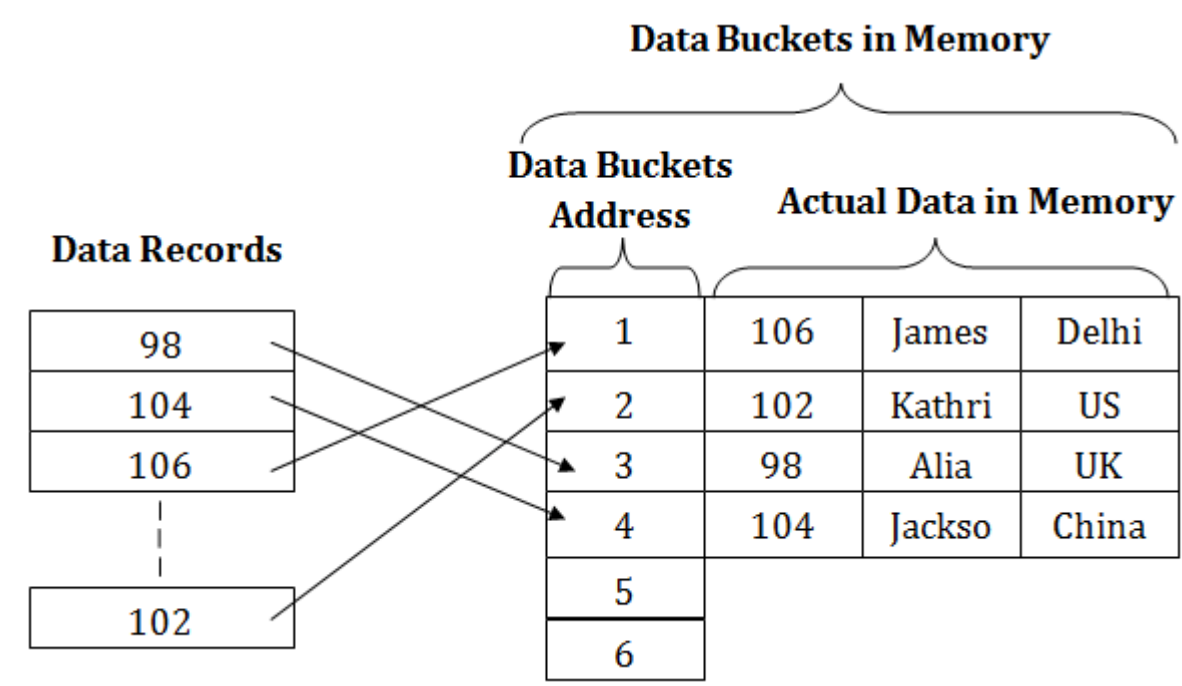 Data Buckets in Memory
Data Buckets
Address
Actual Data in Memory
Data Records
98
104
106
102
1 106 James Delhi
2 102 Kathri US
3 98 Alia UK
4 104 Jackso China
5
6